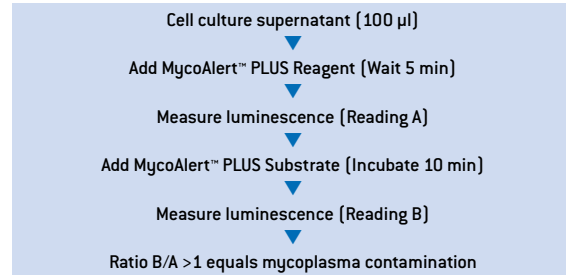 Cell culture supernatant (100 µl)
Add MycoAlert™ PLUS Reagent (Wait 5 min)
Measure luminescence (Reading A)
Add MycoAlert™ PLUS Substrate (Incubate 10 min)
Measure luminescence (Reading B)
Ratio B/A >1 equals mycoplasma contamination